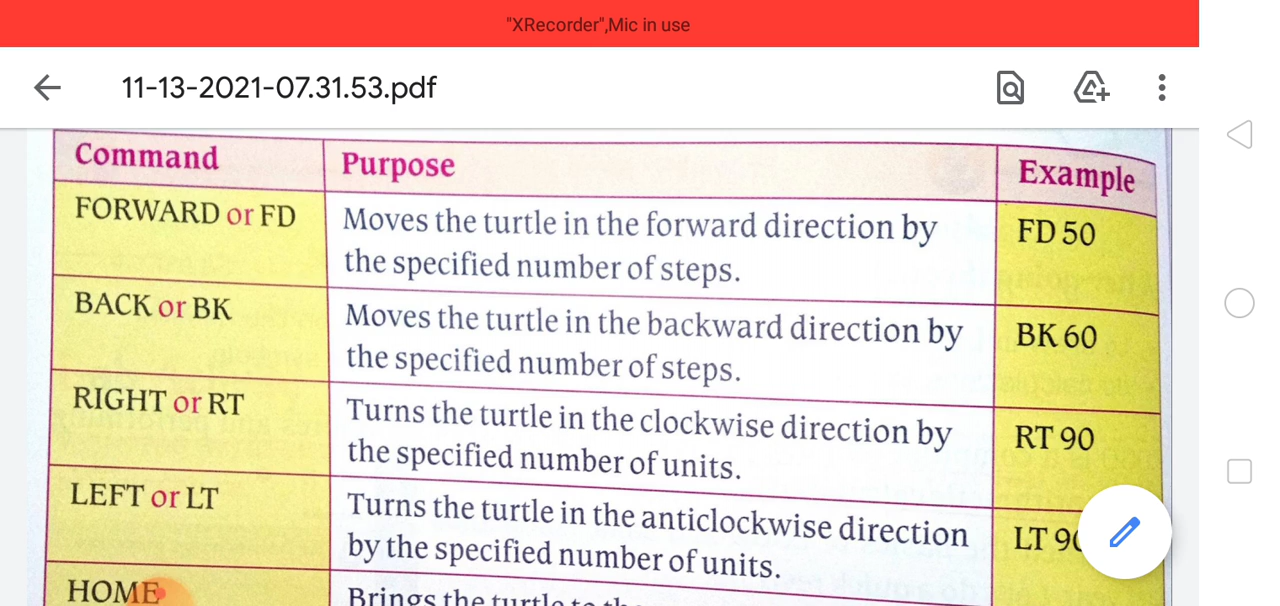 "XRecorder",Mic in use
11-13-2021-07.31.53.pdf
Command Purpose Example
FORWARD or FD Moves the turtle in the forward direction by FD 50
the specified number of steps.
BACK or BK Moves the turtle in the backward direction by BK 60
the specified number of steps.
RIGHT or RT Turns the turtle in the clockwise direction by RT 90
the specified number of units.
LEFT or LT Turns the turtle in the anticlockwise direction LT 90
by the specified number of units.
HOME Brings the turtle to the